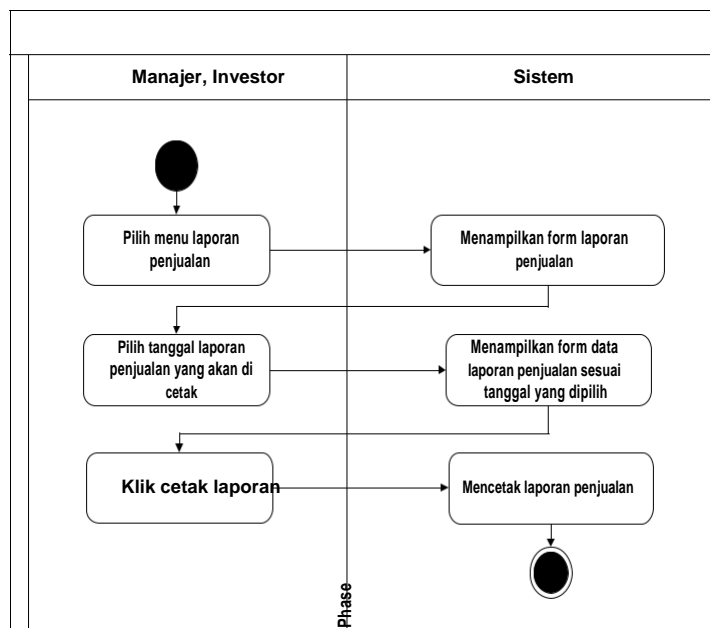 Manajer, Investor
Sistem
Pilih menu laporan
penjualan
Menampilkan form laporan
penjualan
Pilih tanggal laporan
penjualan yang akan di
cetak
Menampilkan form data
laporan penjualan sesuai
tanggal yang dipilih
Klik cetak laporan
Mencetak laporan penjualan
Phase